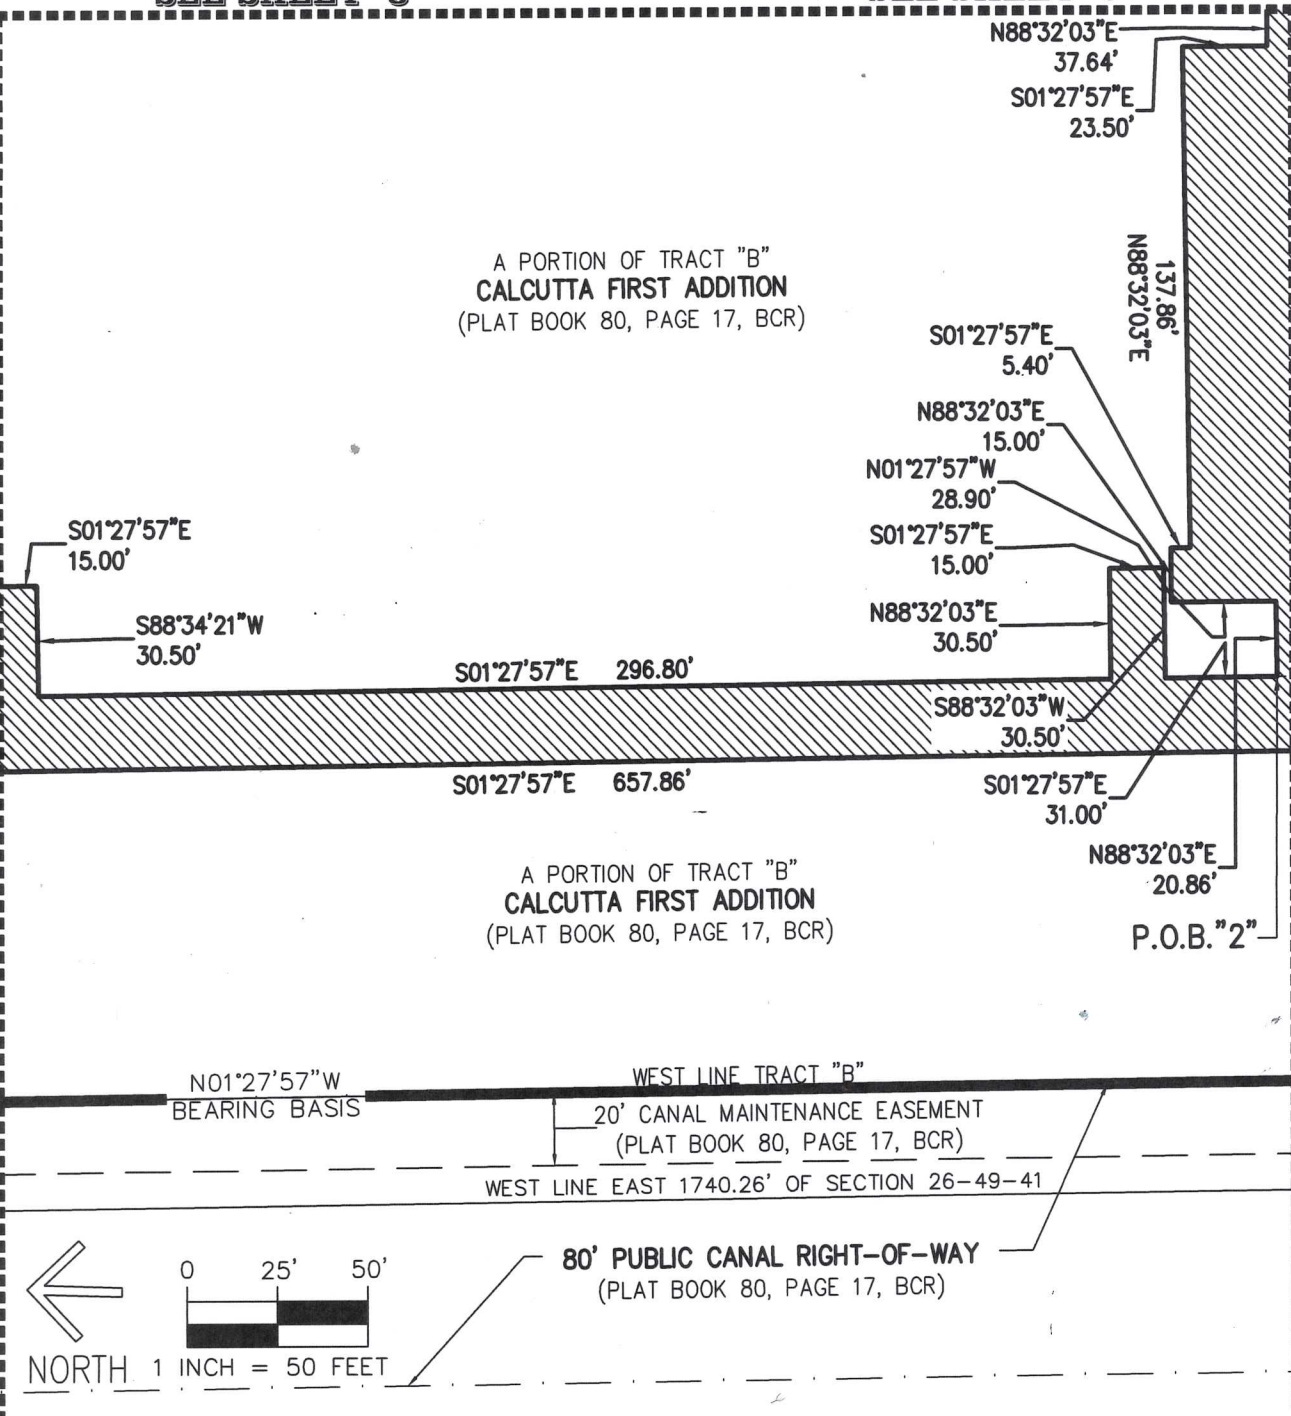 N88°32'03"E
37.64'
S01°27'57"E
23.50'
137.86'
N88°32'03"E
A PORTION OF TRACT "B"
CALCUTTA FIRST ADDITION
(PLAT BOOK 80, PAGE 17, BCR)
S01°27'57"E
5.40'
N88°32'03"E
15.00'
N01°27'57"W
28.90'
S01°27'57"E
15.00'
N88°32'03"E
30.50'
S01°27'57"E
15.00'
S88°34'21"W
30.50'
S01°27'57"E 296.80'
S88°32'03"W
30.50'
S01°27'57"E 657.86'
S01°27'57"E
31.00'
N88°32'03"E
20.86'
P.O.B."2"
A PORTION OF TRACT "B"
CALCUTTA FIRST ADDITION
(PLAT BOOK 80, PAGE 17, BCR)
N01°27'57"W
BEARING BASIS
WEST LINE TRACT "B"
20' CANAL MAINTENANCE EASEMENT
(PLAT BOOK 80, PAGE 17, BCR)
WEST LINE EAST 1740.26' OF SECTION 26-49-41
80' PUBLIC CANAL RIGHT-OF-WAY
(PLAT BOOK 80, PAGE 17, BCR)
0 25' 50'
NORTH 1 INCH = 50 FEET